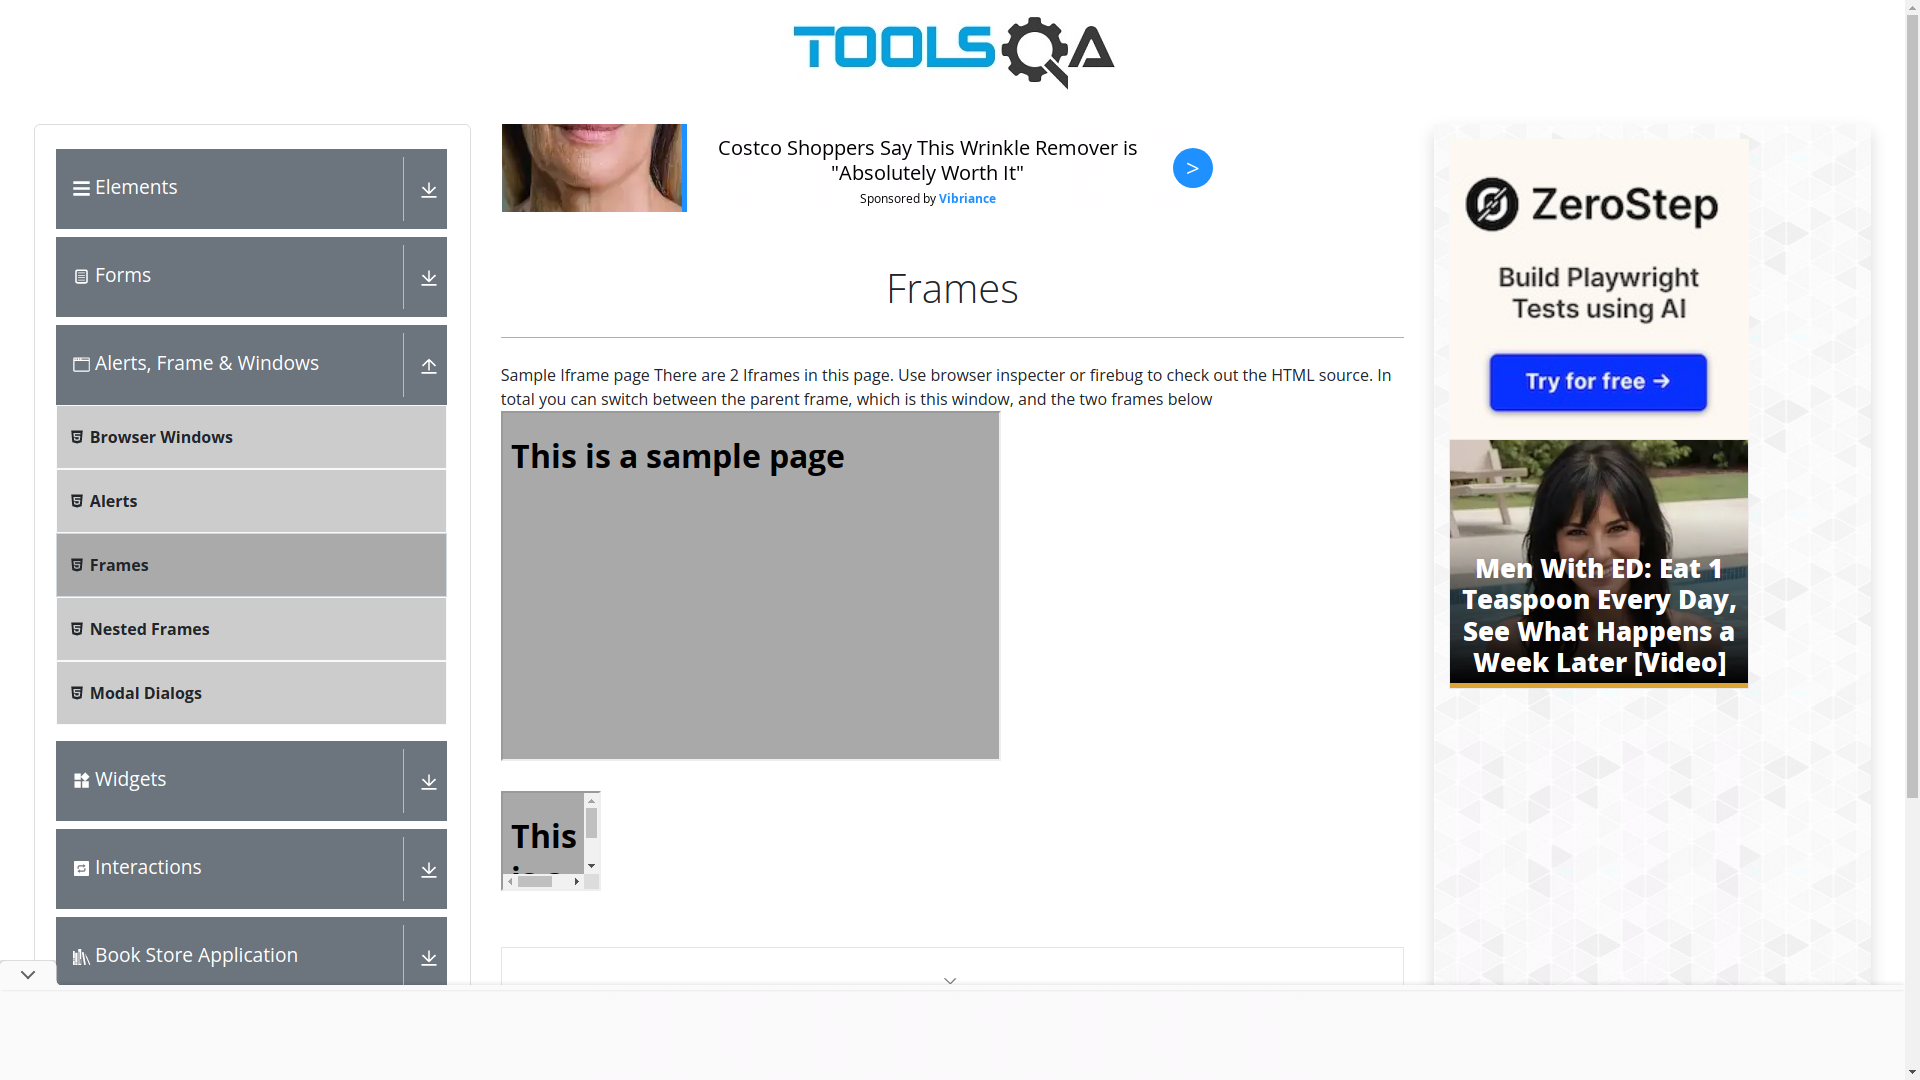 TOOLSQA
Elements
Forms
Alerts, Frame & Windows
Browser Windows
Alerts
Frames
Nested Frames
Modal Dialogs
Widgets
Interactions
Book Store Application
Costco Shoppers Say This Wrinkle Remover is
"Absolutely Worth It"
Sponsored by Vibriance
>
Frames
Sample Iframe page There are 2 Iframes in this page. Use browser inspecter or firebug to check out the HTML source. In
total you can switch between the parent frame, which is this window, and the two frames below
This is a sample page
This
ZeroStep
Build Playwright
Tests using AI
Try for free →
Men With ED: Eat 1
Teaspoon Every Day,
See What Happens a
Week Later [Video]